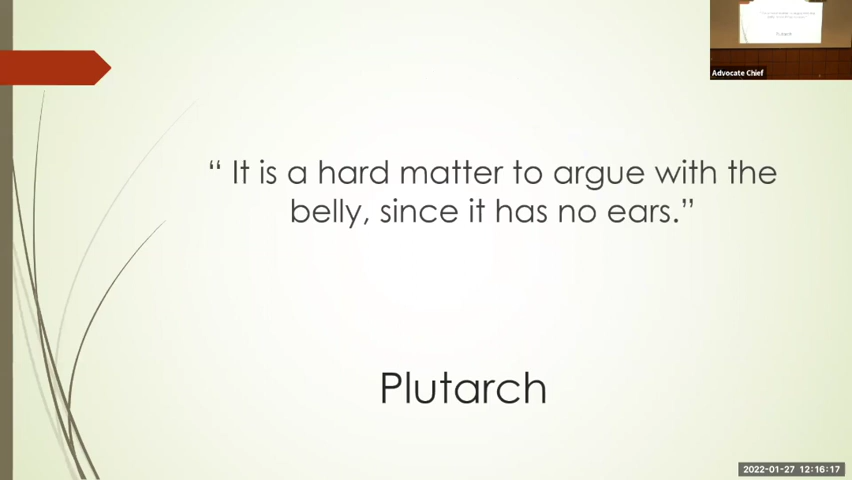 Advocate Chief
“ It is a hard matter to argue with the
belly, since it has no ears.”
Plutarch
2022-01-27 12:16:17